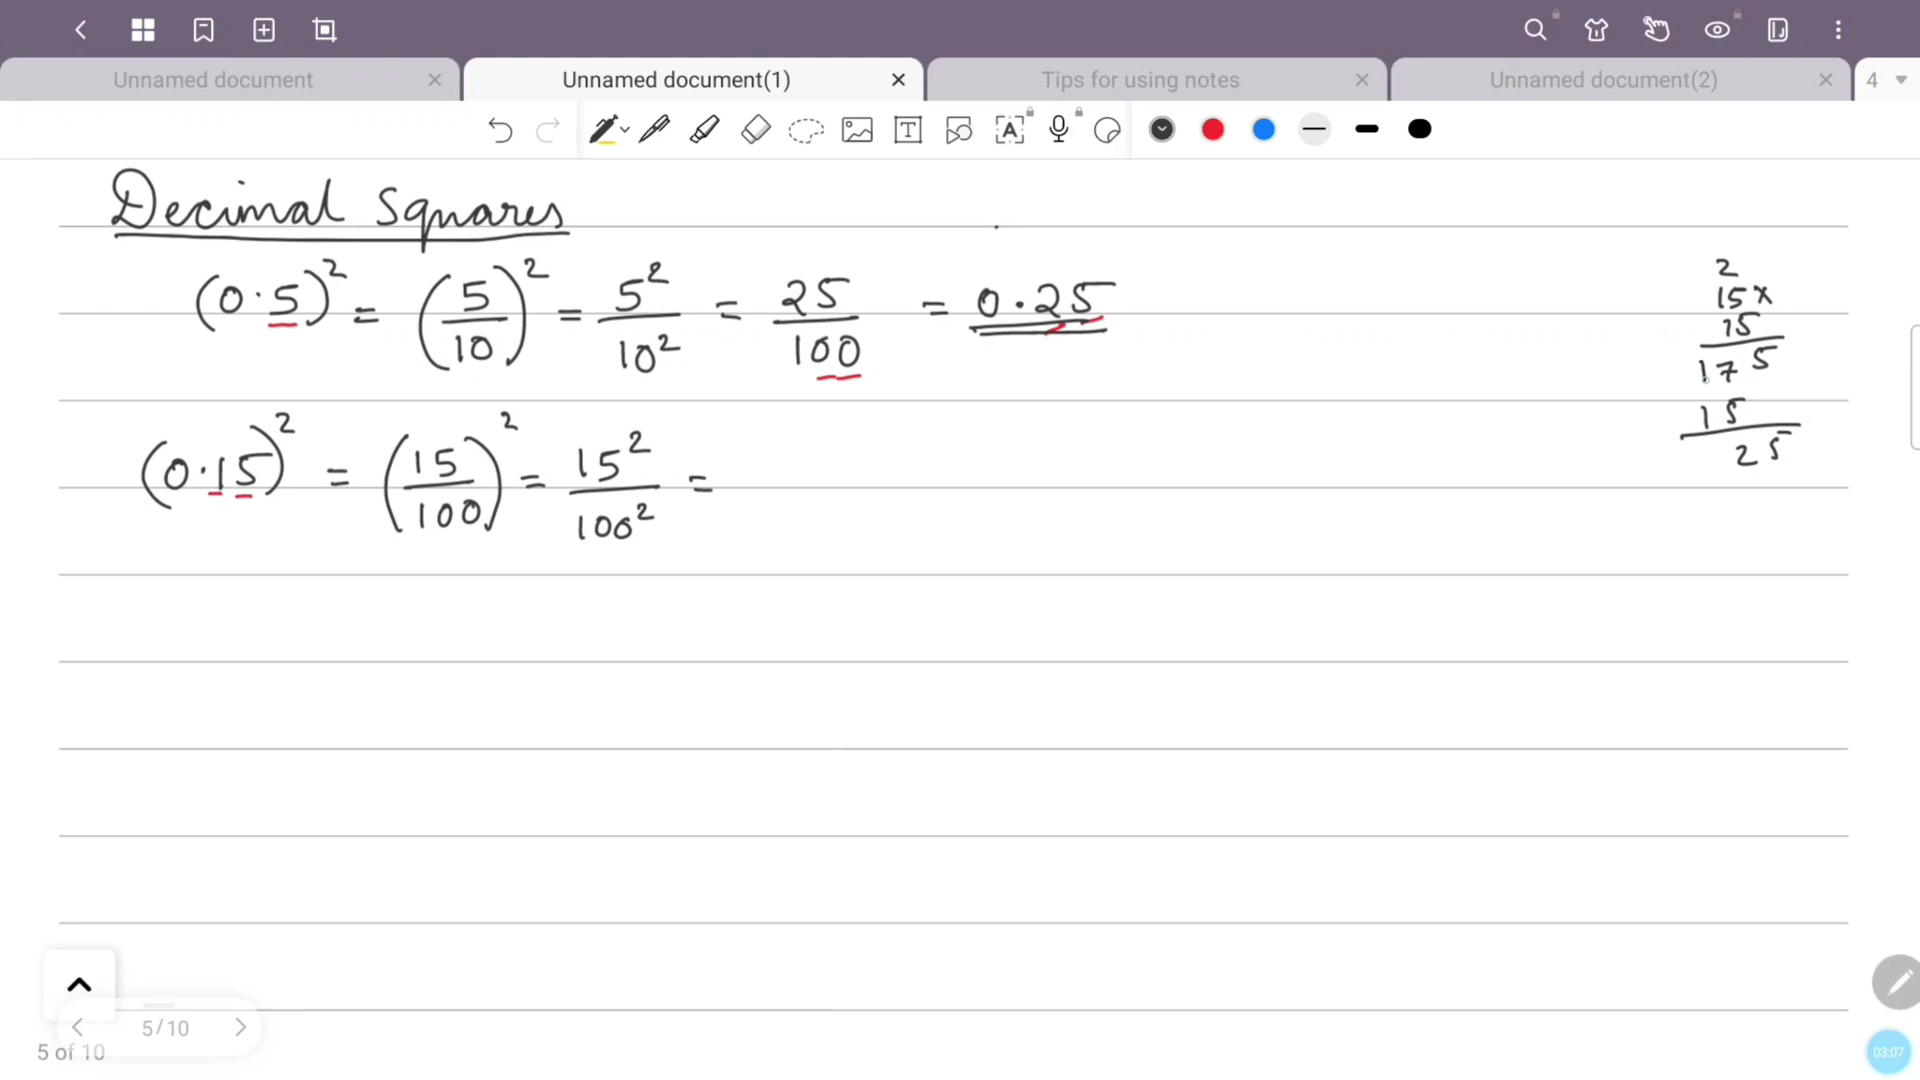 Unnamed document
Unnamed document(1)
Tips for using notes
Unnamed document(2)
4
Decimal Squares
(0.5)² = (5/10)² = 5²/10² = 25/100 = 0.25
(0.15)² = (15/100)² = 15²/100² =
2
15x
15
175
15
25
5/10
5 of 10
03:07